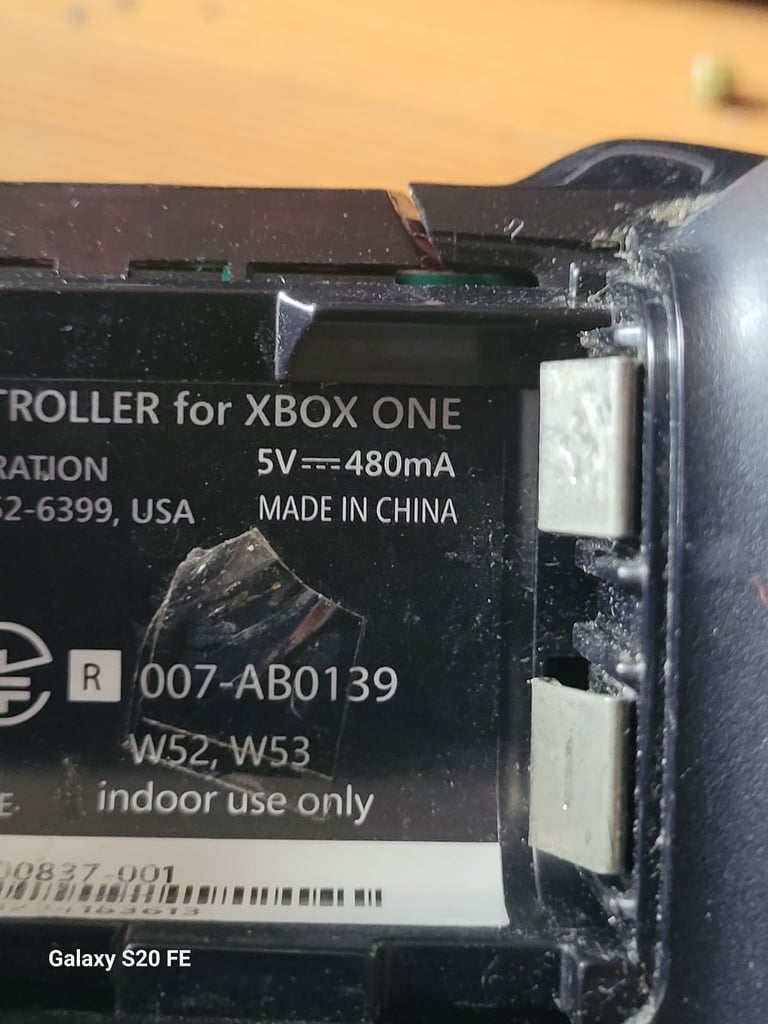 TROLLER for XBOX ONE
RATION 5V⎓480mA
52-6399, USA MADE IN CHINA
R 007-AB0139
W52, W53
indoor use only
00837-001
Galaxy S20 FE